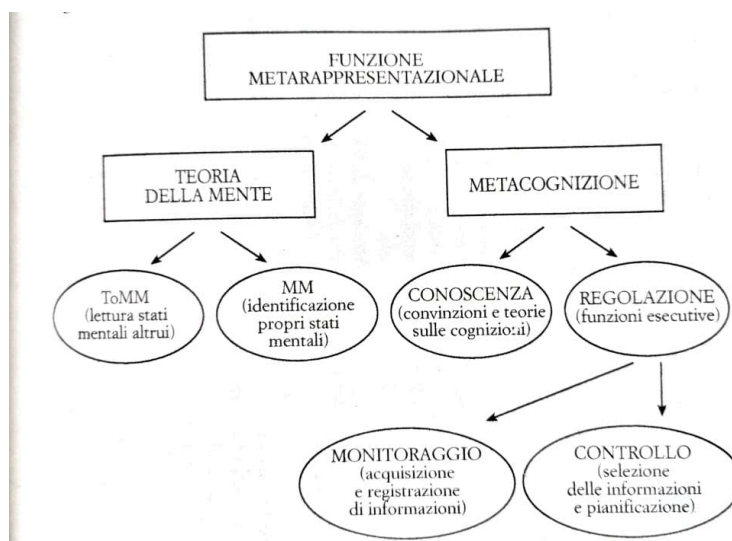 FUNZIONE
METARAPPRESENTAZIONALE
TEORIA
DELLA MENTE
METACOGNIZIONE
ToMM
(lettura stati
mentali altrui)
MM
(identificazione
propri stati
mentali)
CONOSCENZA
(convinzioni e teorie
sulle cognizioni)
REGOLAZIONE
(funzioni esecutive)
MONITORAGGIO
(acquisizione
e registrazione
di informazioni)
CONTROLLO
(selezione
delle informazioni
e pianificazione)